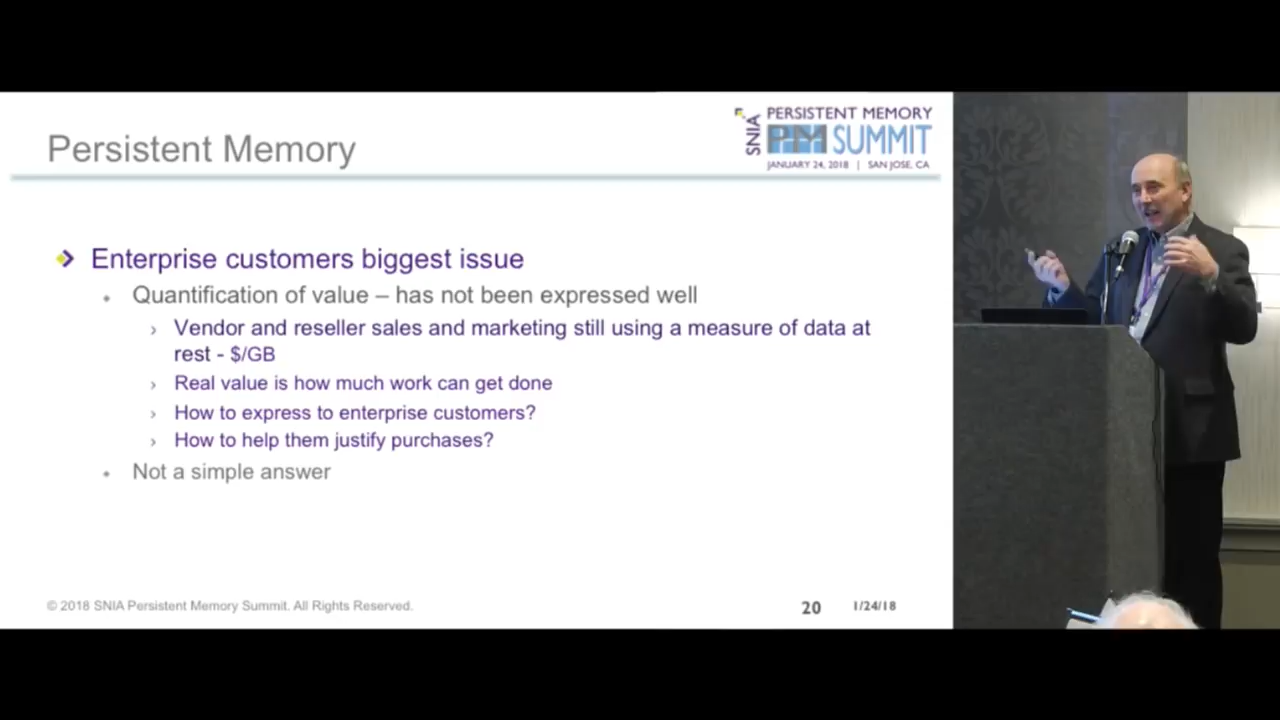 Persistent Memory
SNIA
PERSISTENT MEMORY
PM SUMMIT
JANUARY 24, 2018 | SAN JOSE, CA
Enterprise customers biggest issue
Quantification of value – has not been expressed well
Vendor and reseller sales and marketing still using a measure of data at
rest - $/GB
Real value is how much work can get done
How to express to enterprise customers?
How to help them justify purchases?
Not a simple answer
© 2018 SNIA Persistent Memory Summit. All Rights Reserved.
20
1/24/18